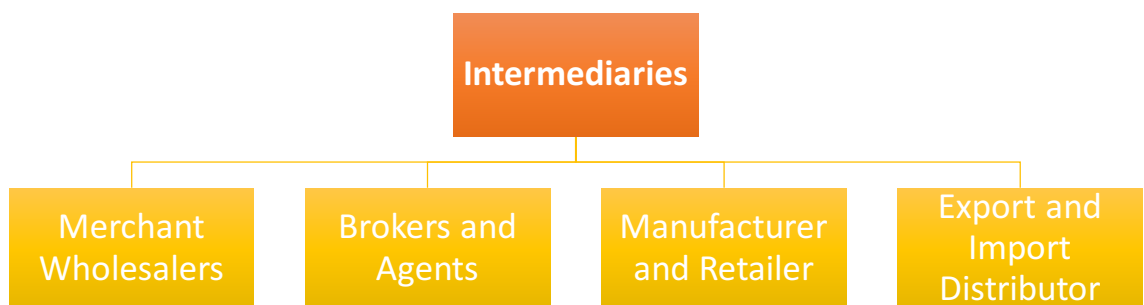 Intermediaries
Merchant
Wholesalers
Brokers and
Agents
Manufacturer
and Retailer
Export and
Import
Distributor